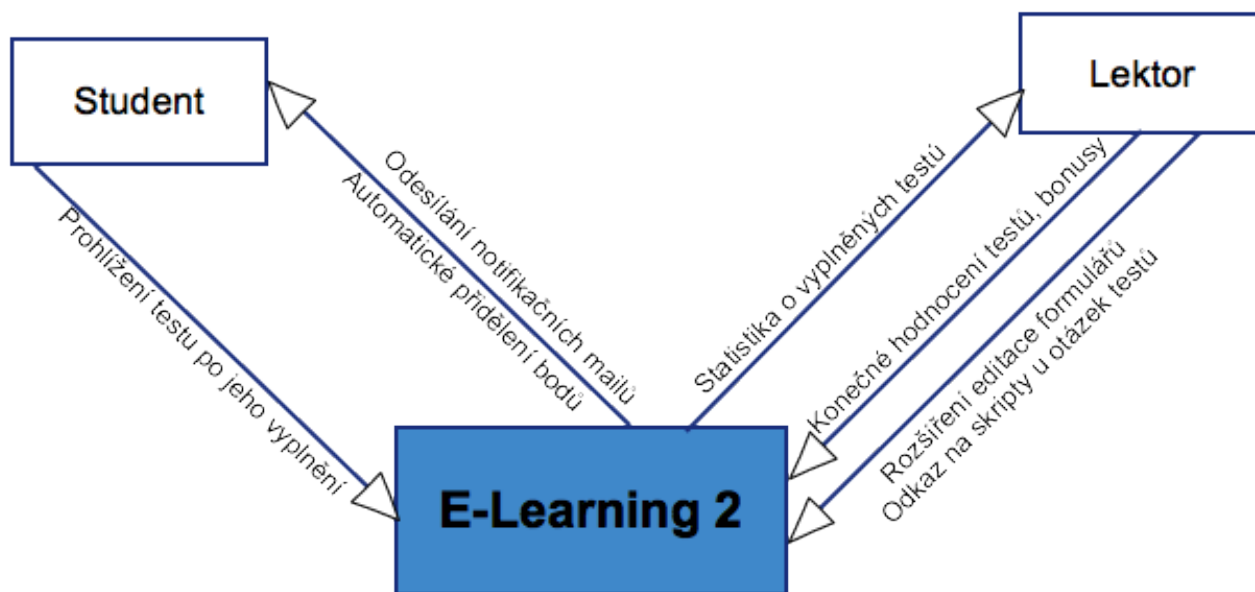 Student
Lektor
Odesílání notifikačních mailů
Automatické přidělení bodů
Prohlížení testu po jeho vyplnění
Statistika o vyplněných testú
Konečné hodnocení testů, bonusy
Rozšíření editace formulářů
Odkaz na skripty u otázek testů
E-Learning 2